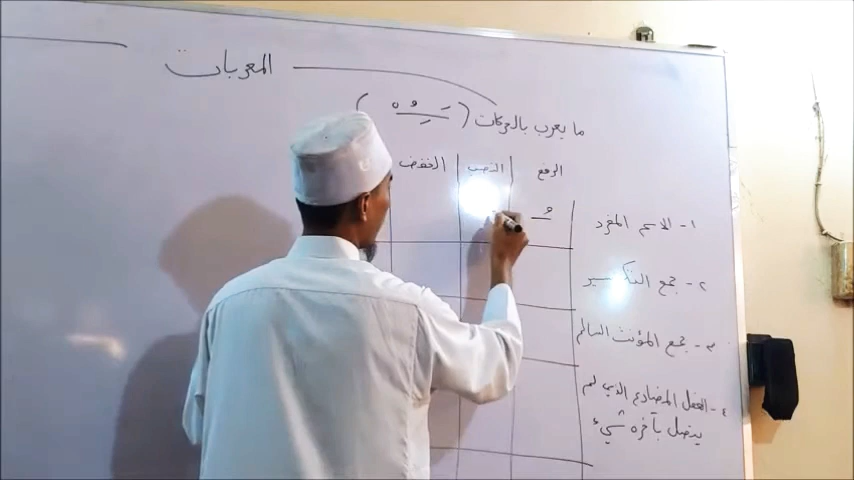 المعربات
ما يعرب بالحركات ( َ ُ ِ ْ )
الرفع النصب الخفض
١- الاسم المفرد ُ
٢- جمع التكسير
٣- جمع المؤنث السالم
٤- الفعل المضارع الذي لم
يتصل بآخره شيء